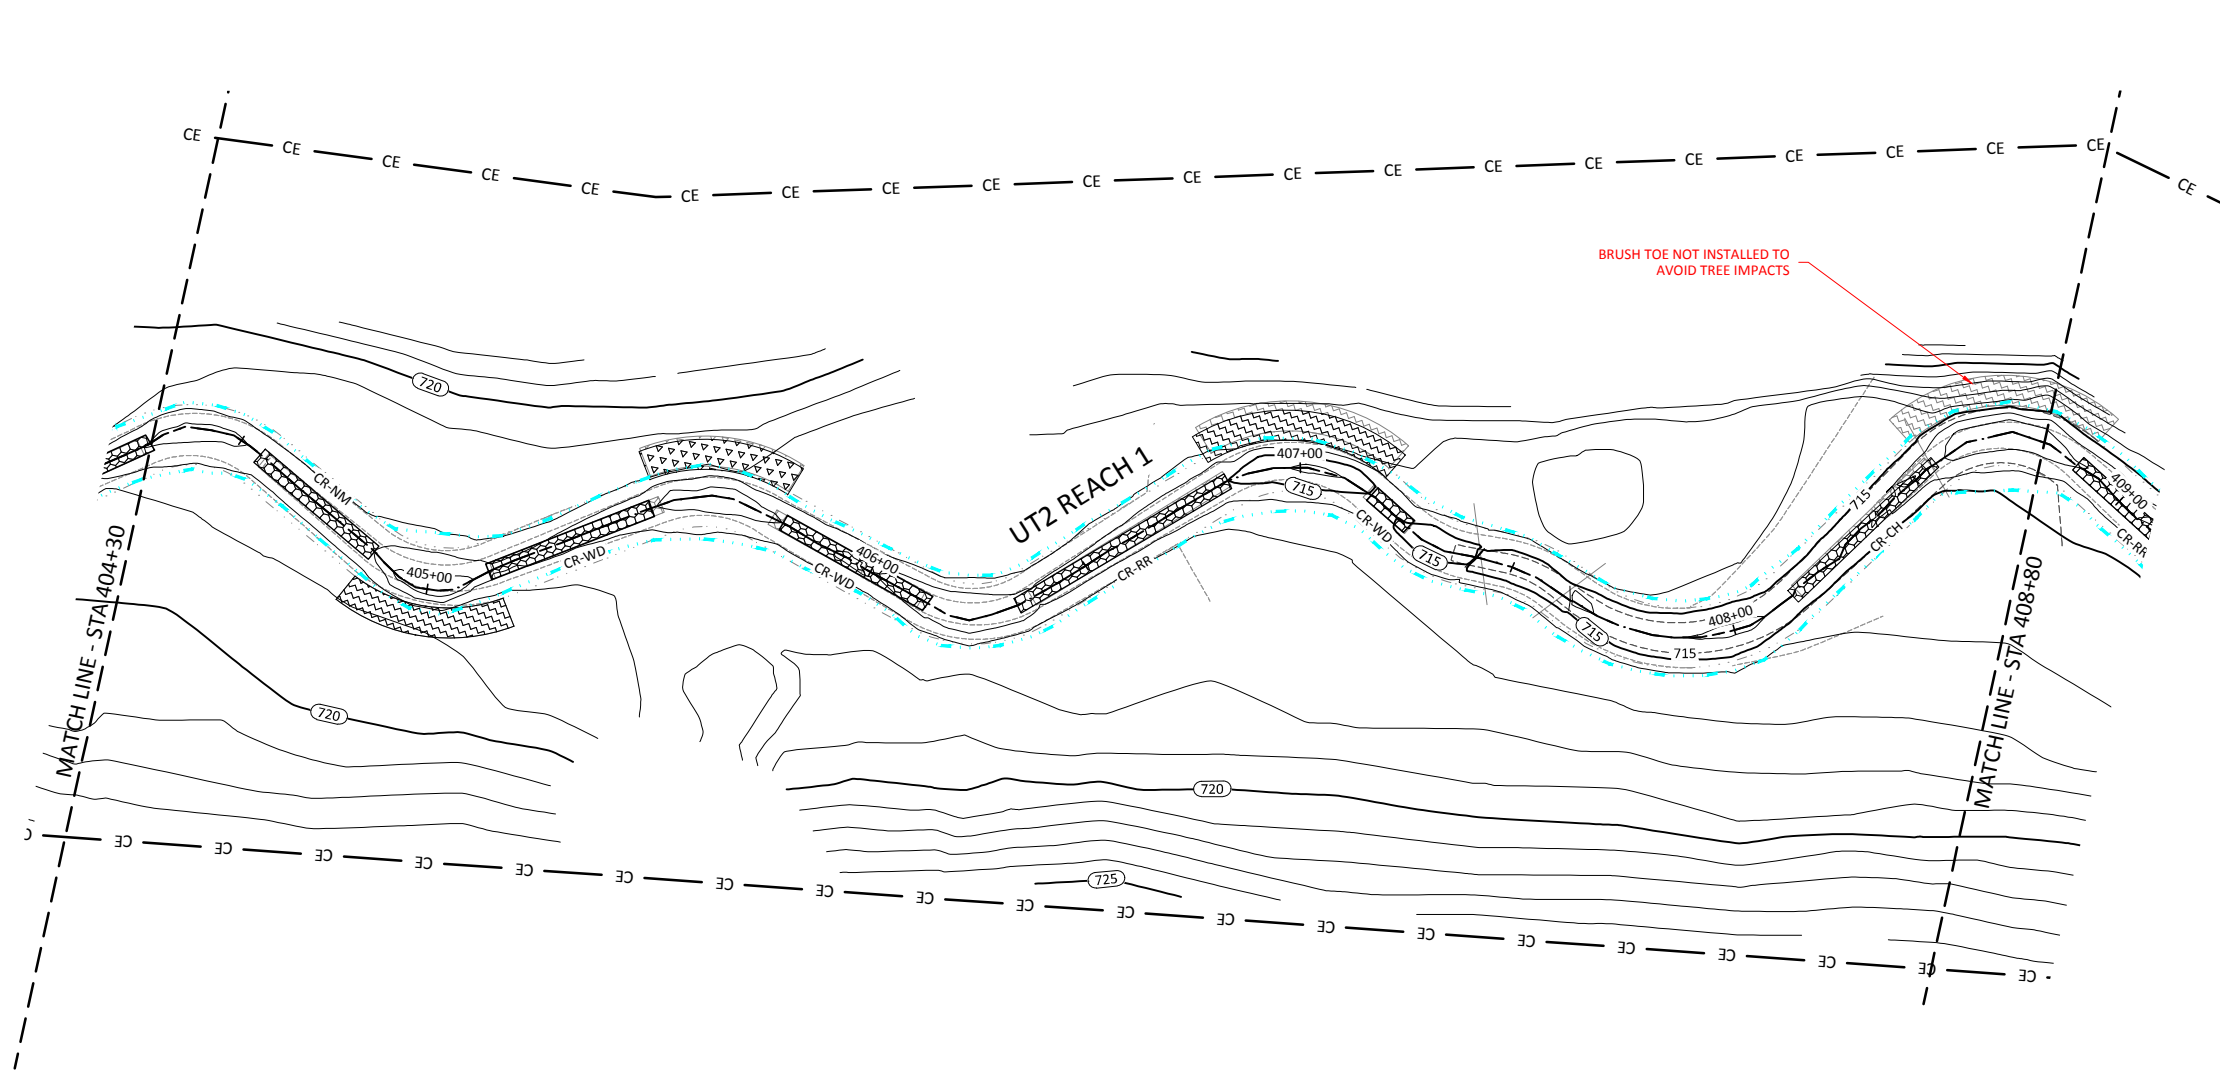 CE CE CE CE CE CE CE CE CE CE CE CE CE CE CE CE CE CE CE CE CE
BRUSH TOE NOT INSTALLED TO
AVOID TREE IMPACTS
720
CR-NM
407+00
UT2 REACH 1
715
715
409+00
CR-WD
CR-CH
CR-RR
406+00
CR-WD
715
CR-RR
405+00
CR-WD
408+00
715
715
MATCH LINE - STA 404+30
MATCH LINE - STA 408+80
720
720
725
CE CE CE CE CE CE CE CE CE CE CE CE CE CE CE CE CE CE CE CE